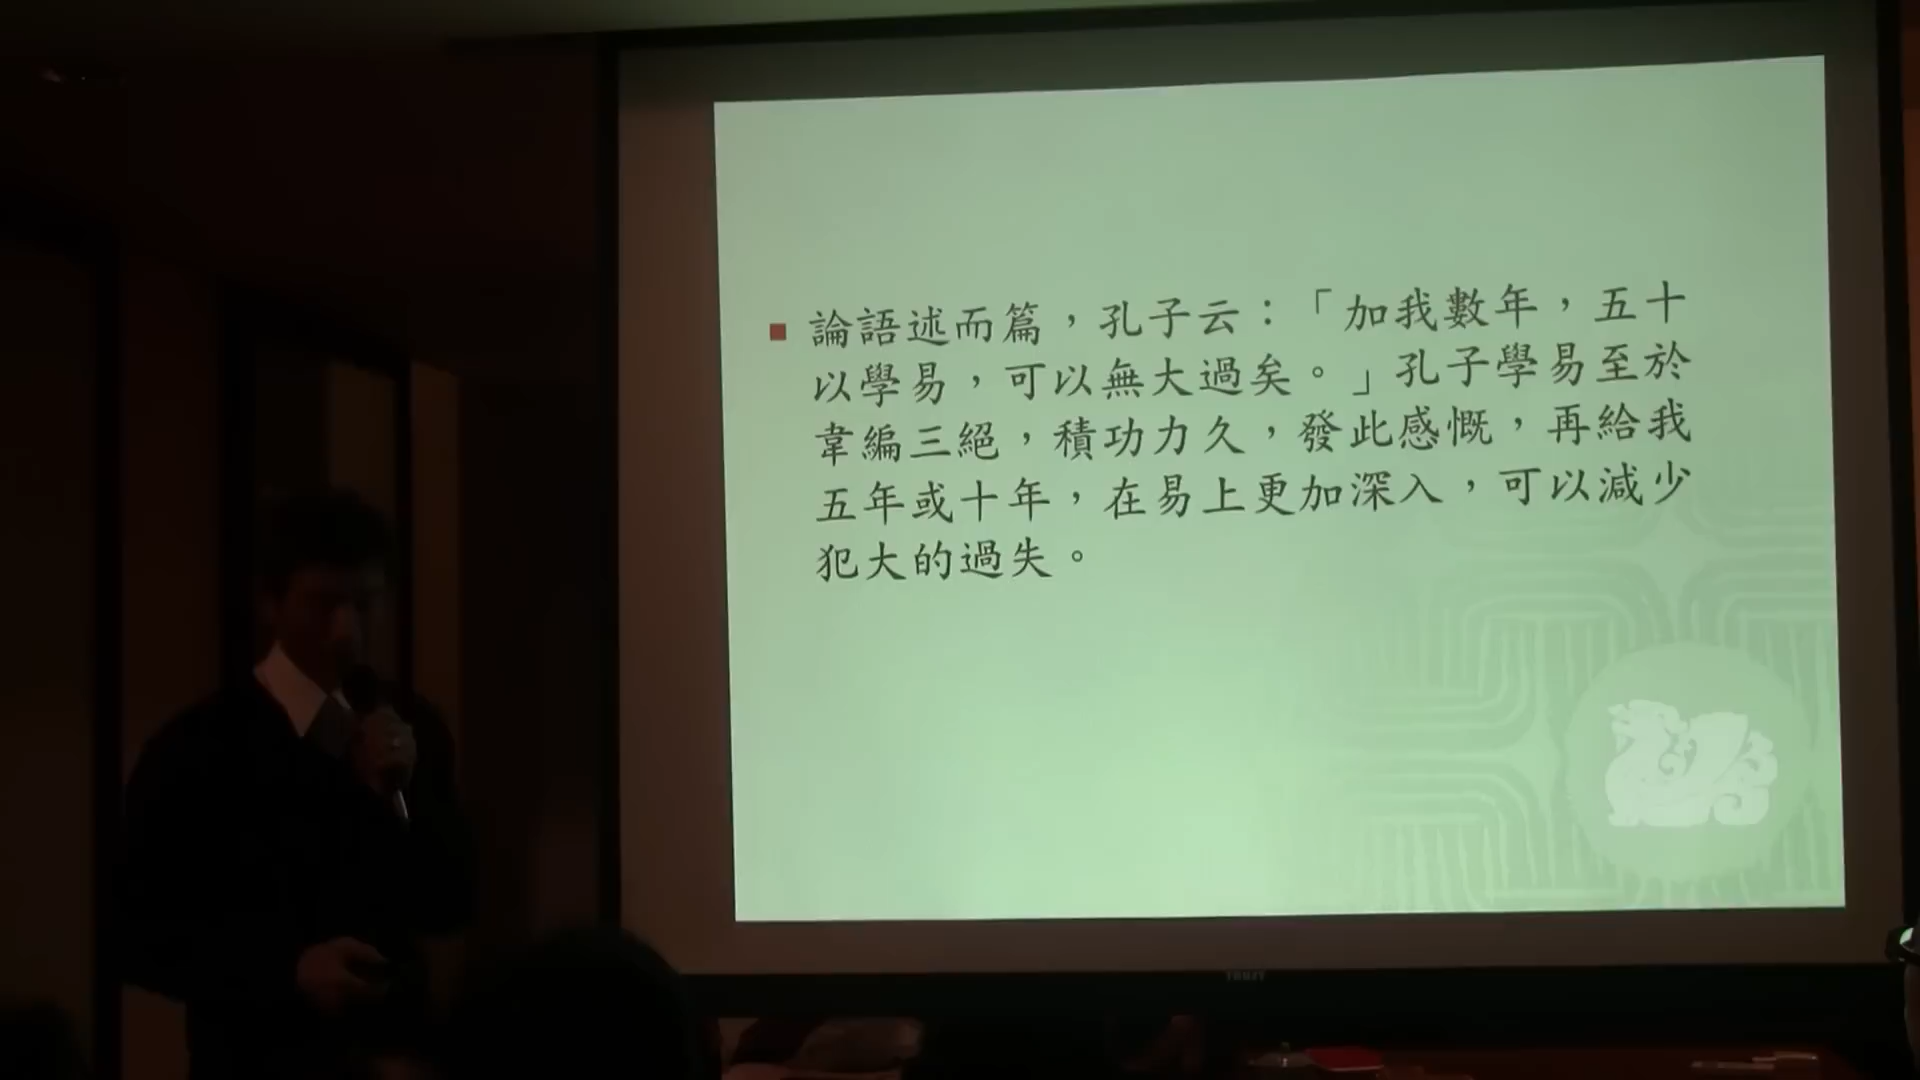 論語述而篇，孔子云：「加我數年，五十
以學易，可以無大過矣。」孔子學易至於
韋編三絕，積功力久，發此感慨，再給我
五年或十年，在易上更加深入，可以減少
犯大的過失。